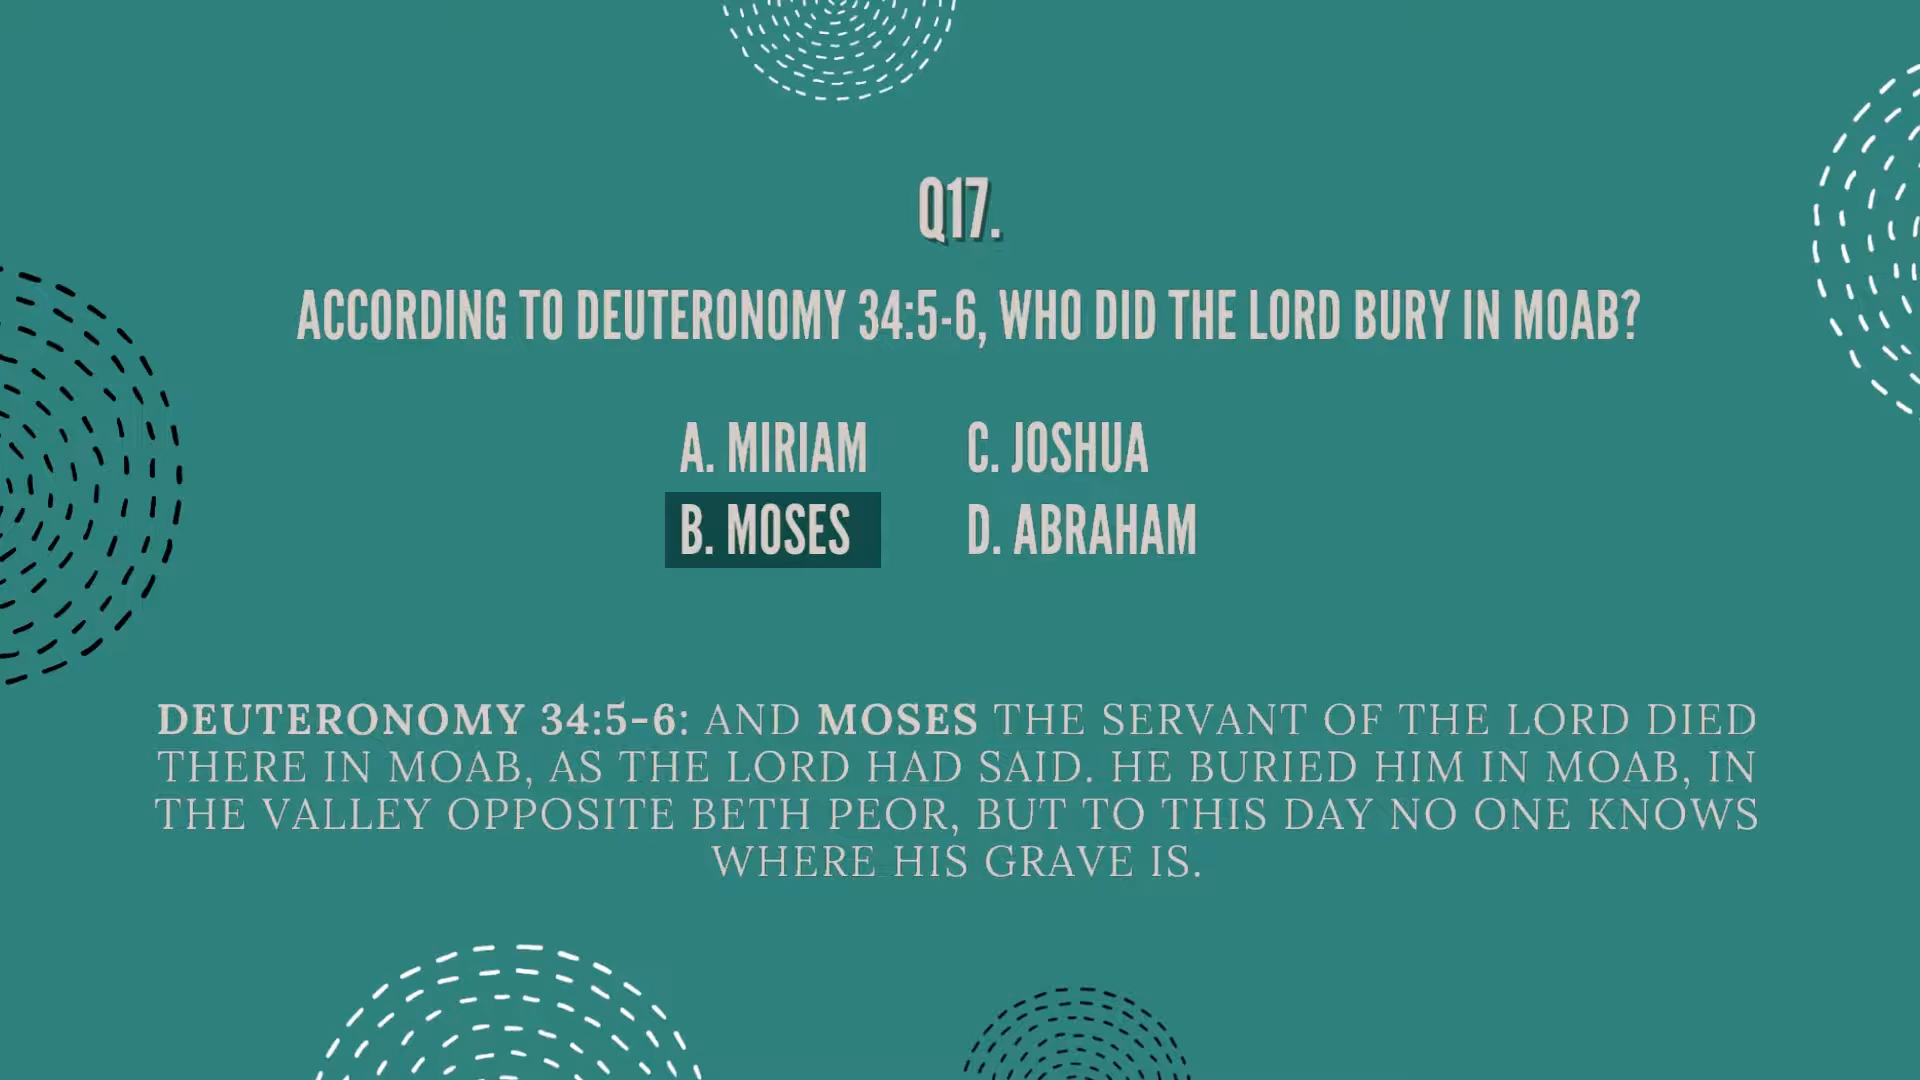 Q17.
ACCORDING TO DEUTERONOMY 34:5-6, WHO DID THE LORD BURY IN MOAB?
A. MIRIAM
B. MOSES
C. JOSHUA
D. ABRAHAM
DEUTERONOMY 34:5-6: AND MOSES THE SERVANT OF THE LORD DIED
THERE IN MOAB, AS THE LORD HAD SAID. HE BURIED HIM IN MOAB, IN
THE VALLEY OPPOSITE BETH PEOR, BUT TO THIS DAY NO ONE KNOWS
WHERE HIS GRAVE IS.